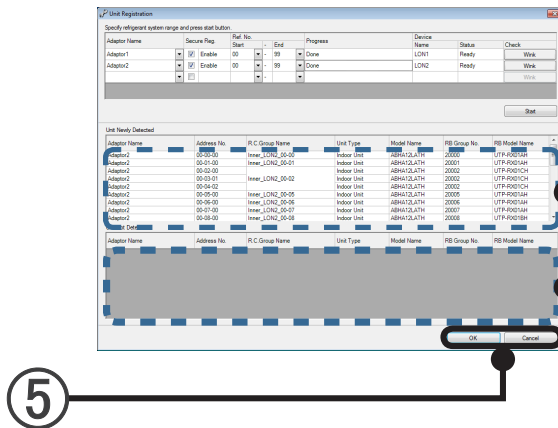 Unit Registration
Specify refrigerant system range and press start button.
Adaptor Name Secure Reg. Ref. No. Progress Device
Start - End Name Status Check
Adaptor1 Enable 00 - 99 Done LON1 Ready Wink
Adaptor2 Enable 00 - 99 Done LON2 Ready Wink
- Wink
Start
Unit Newly Detected
Adaptor Name Address No. R.C.Group Name Unit Type Model Name RB Group No. RB Model Name
Adaptor2 00-00-00 Inner_LON2_00-00 Indoor Unit ABHA12LATH 20000 UTP-RX01AH
Adaptor2 00-01-00 Inner_LON2_00-01 Indoor Unit ABHA12LATH 20001 UTP-RX01AH
Adaptor2 00-02-00 Indoor Unit ABHA12LATH 20002 UTP-RX01CH
Adaptor2 00-03-01 Inner_LON2_00-02 Indoor Unit ABHA12LATH 20002 UTP-RX01CH
Adaptor2 00-04-02 Indoor Unit ABHA12LATH 20002 UTP-RX01CH
Adaptor2 00-05-00 Inner_LON2_00-05 Indoor Unit ABHA12LATH 20005 UTP-RX01AH
Adaptor2 00-06-00 Inner_LON2_00-06 Indoor Unit ABHA12LATH 20006 UTP-RX01AH
Adaptor2 00-07-00 Inner_LON2_00-07 Indoor Unit ABHA12LATH 20007 UTP-RX01AH
Adaptor2 00-08-00 Inner_LON2_00-08 Indoor Unit ABHA12LATH 20008 UTP-RX01BH
Adaptor Name Address No. R.C.Group Name Unit Type Model Name RB Group No. RB Model Name
OK Cancel
5